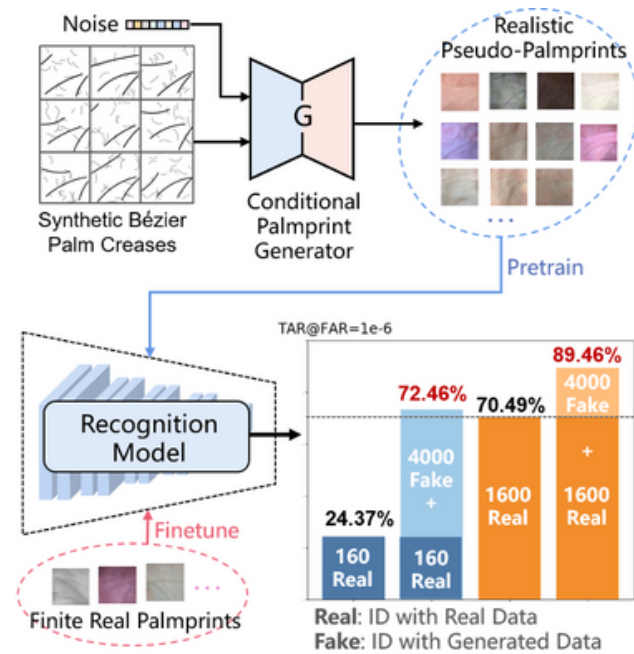 Noise
G
Realistic
Pseudo-Palmprints
Synthetic Bézier
Palm Creases
Conditional
Palmprint
Generator
...
Pretrain
TAR@FAR=1e-6
Recognition
Model
Finetune
...
Finite Real Palmprints
24.37%
160
Real
72.46%
4000
Fake
+
160
Real
70.49%
1600
Real
89.46%
4000
Fake
+
1600
Real
Real: ID with Real Data
Fake: ID with Generated Data